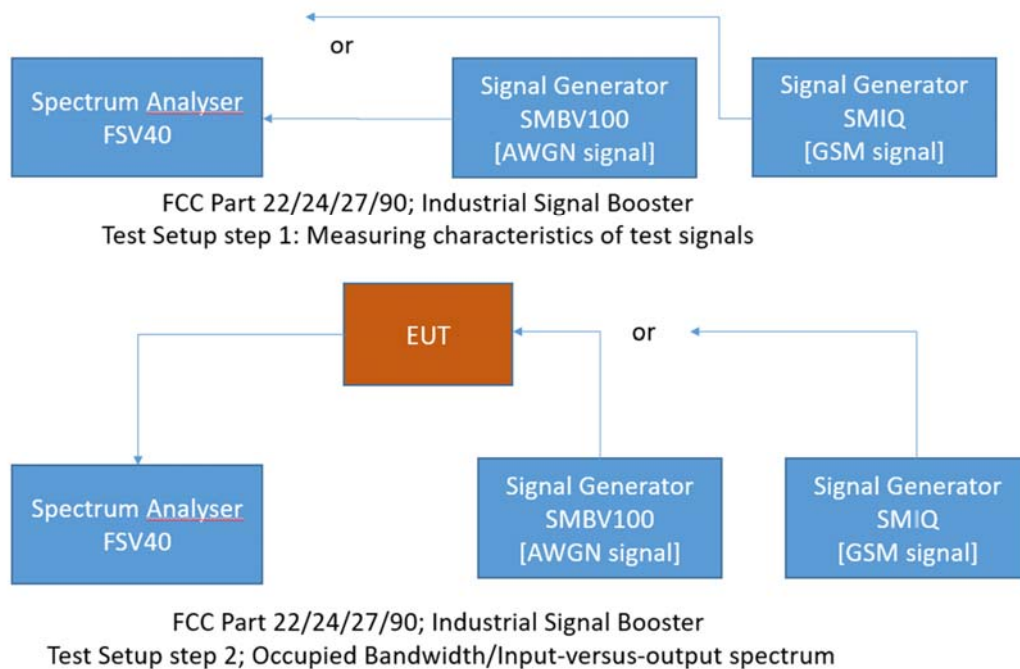 or
Spectrum Analyser
FSV40
Signal Generator
SMBV100
[AWGN signal]
Signal Generator
SMIQ
[GSM signal]
FCC Part 22/24/27/90; Industrial Signal Booster
Test Setup step 1: Measuring characteristics of test signals
EUT
or
Spectrum Analyser
FSV40
Signal Generator
SMBV100
[AWGN signal]
Signal Generator
SMIQ
[GSM signal]
FCC Part 22/24/27/90; Industrial Signal Booster
Test Setup step 2; Occupied Bandwidth/Input-versus-output spectrum